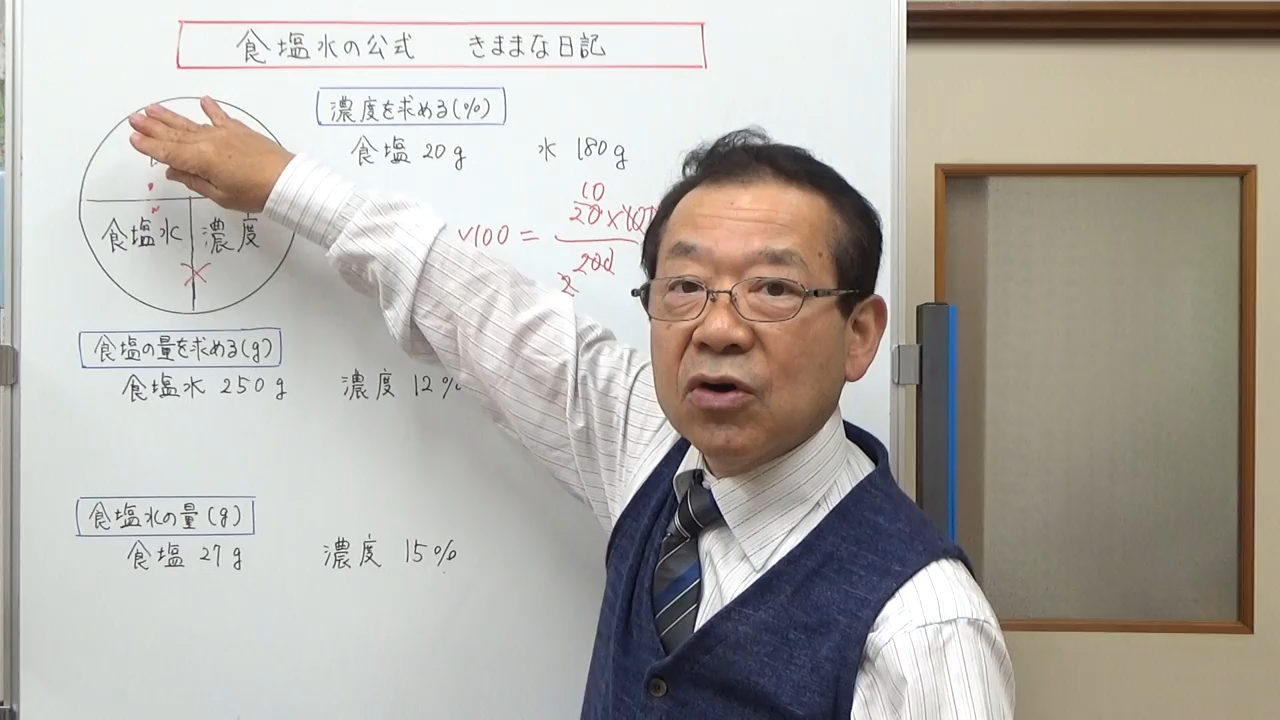 食塩水の公式 きままな日記
濃度を求める(%)
食塩 20g 水 180g
食塩水 濃度
×100 = 20×100
200
10
2
食塩の量を求める(g)
食塩水 250g 濃度 12%
食塩水の量(g)
食塩 27g 濃度 15%